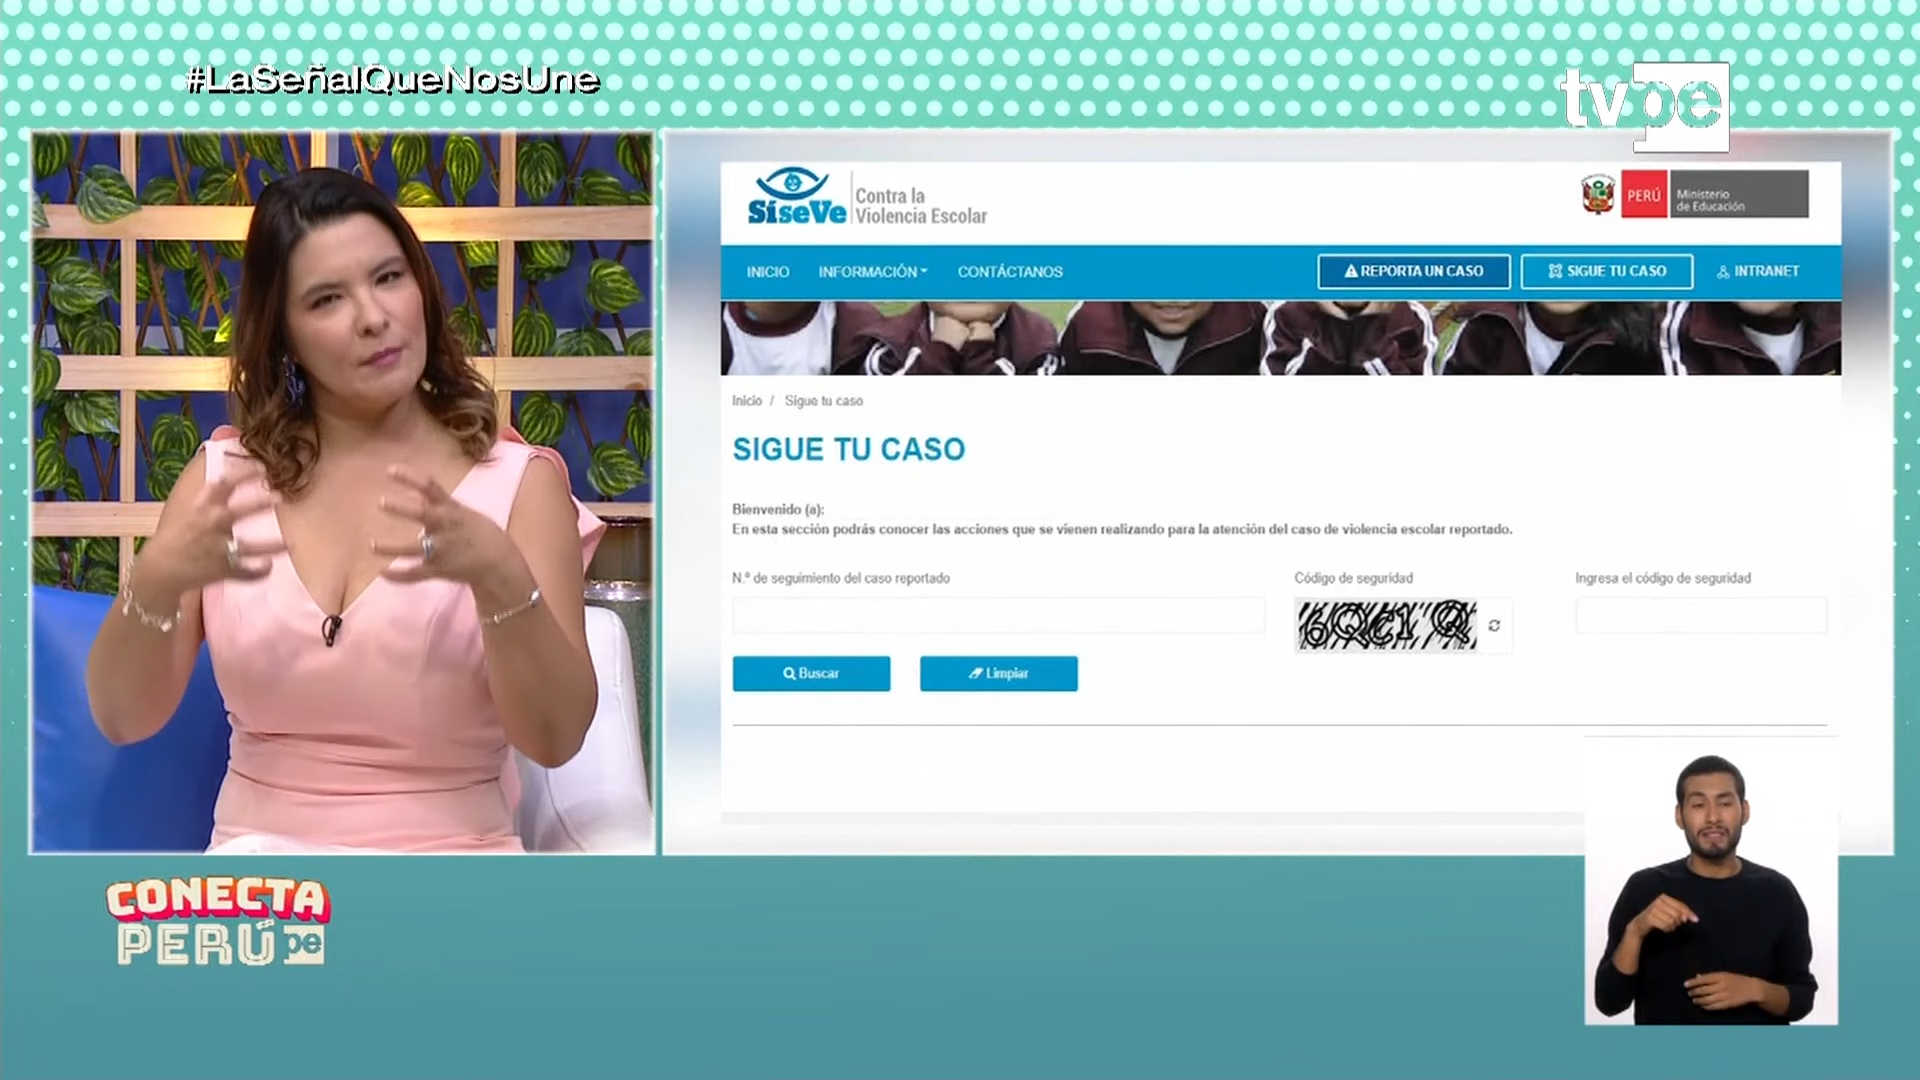 #LaSeñalQueNosUne
tvpe
SíseVe
Contra la
Violencia Escolar
PERÚ
Ministerio
de Educación
INICIO
INFORMACIÓN
CONTÁCTANOS
REPORTA UN CASO
SIGUE TU CASO
INTRANET
Inicio / Sigue tu caso
SIGUE TU CASO
Bienvenido (a):
En esta sección podrás conocer las acciones que se vienen realizando para la atención del caso de violencia escolar reportado.
N.º de seguimiento del caso reportado
Código de seguridad
Ingresa el código de seguridad
Buscar
Limpiar
CONECTA
PERÚ pe